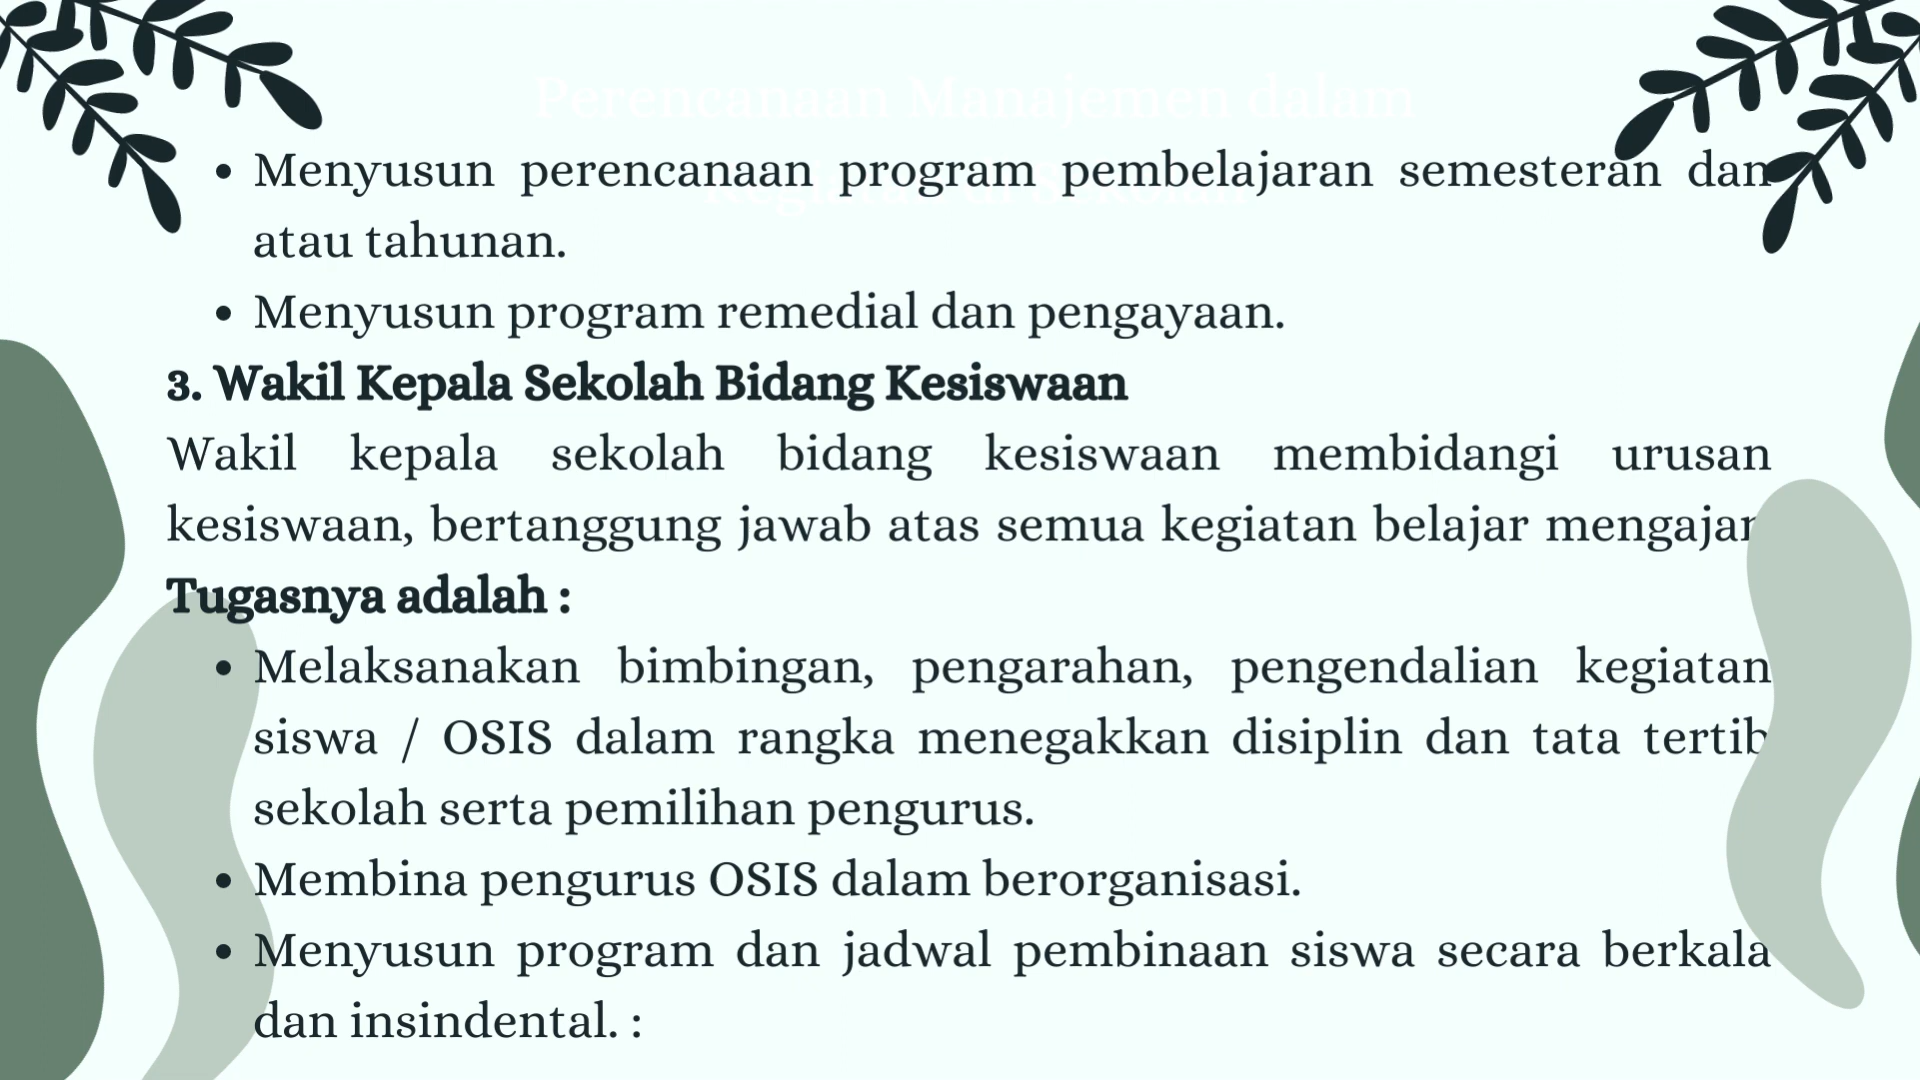 Perencanaan Manajemen dalam
• Menyusun perencanaan program pembelajaran semesteran dan
atau tahunan.
• Menyusun program remedial dan pengayaan.
3. Wakil Kepala Sekolah Bidang Kesiswaan
Wakil kepala sekolah bidang kesiswaan membidangi urusan
kesiswaan, bertanggung jawab atas semua kegiatan belajar mengajar
Tugasnya adalah :
• Melaksanakan bimbingan, pengarahan, pengendalian kegiatan
siswa / OSIS dalam rangka menegakkan disiplin dan tata tertib
sekolah serta pemilihan pengurus.
• Membina pengurus OSIS dalam berorganisasi.
• Menyusun program dan jadwal pembinaan siswa secara berkala
dan insindental. :